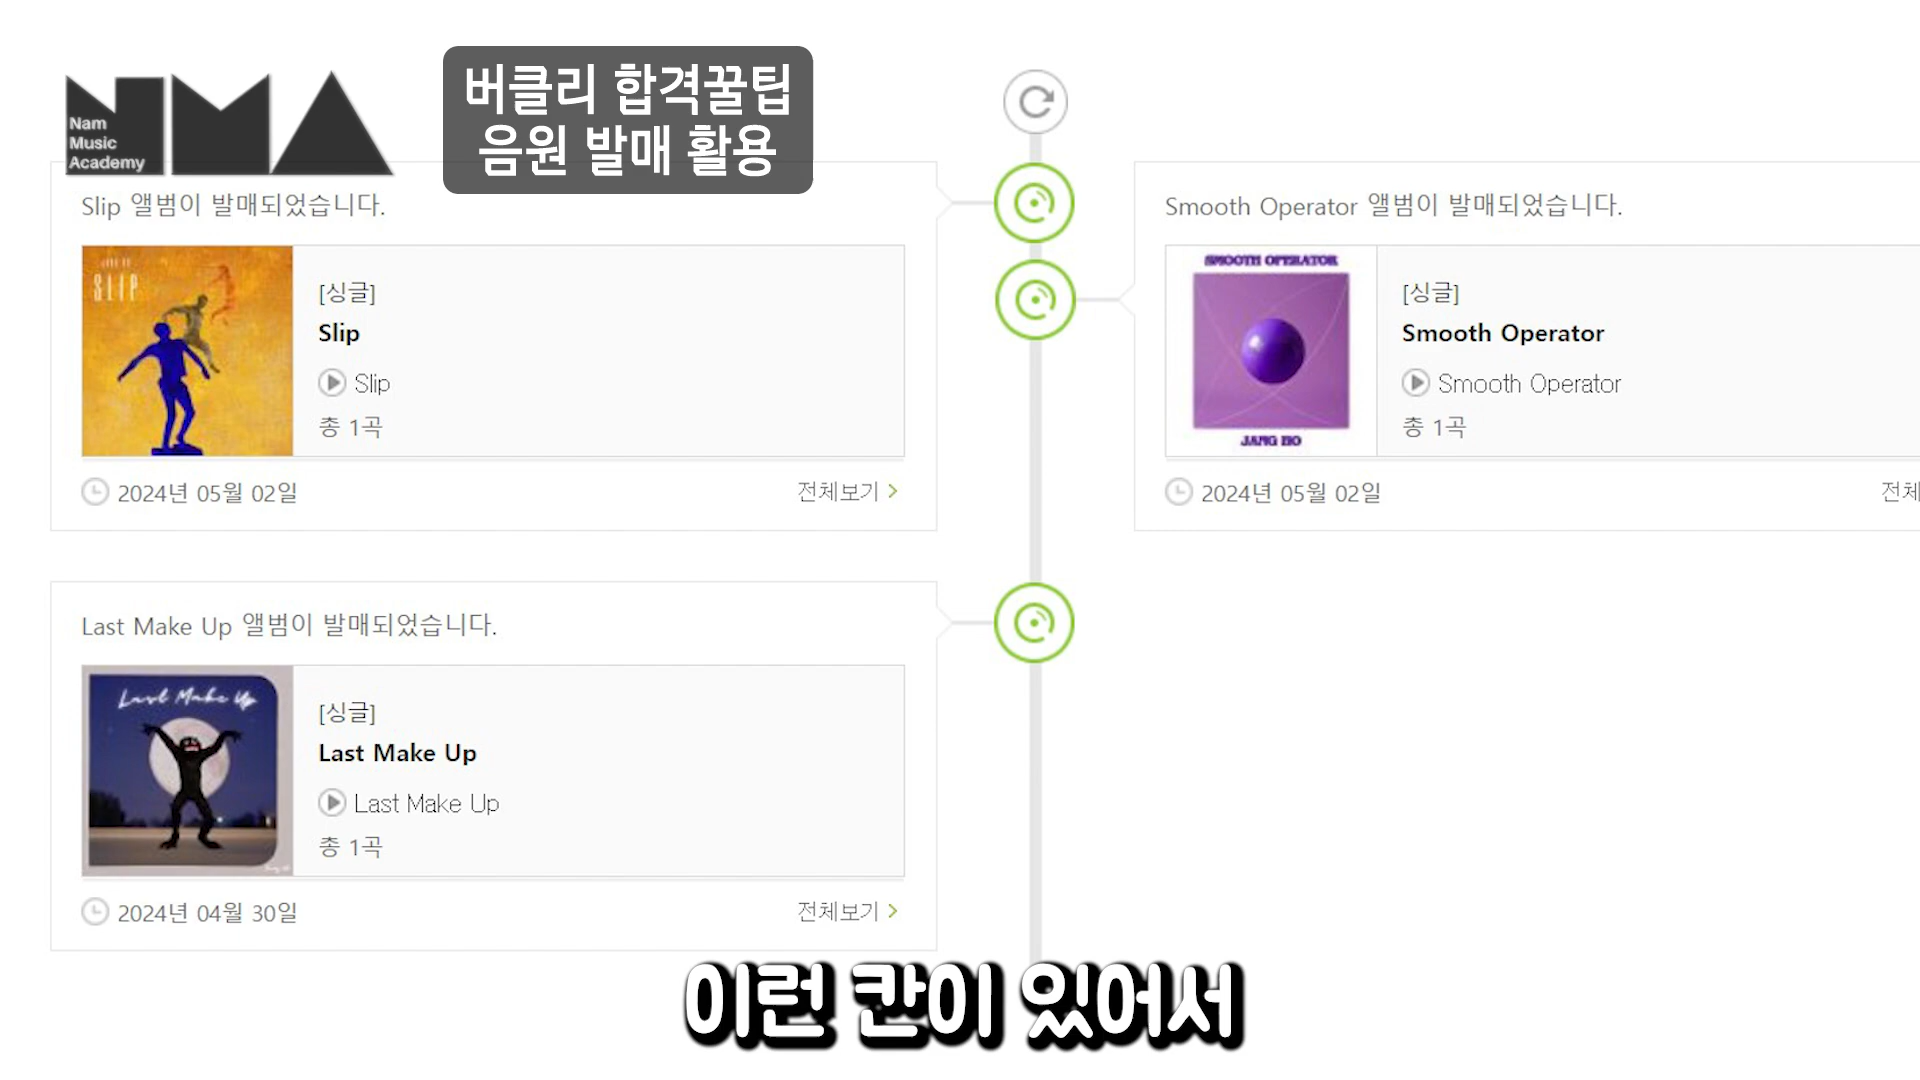 Nam
Music
Academy
버클리 합격꿀팁
음원 발매 활용
Slip 앨범이 발매되었습니다.
SLIP
[싱글]
Slip
Slip
총 1곡
2024년 05월 02일
전체보기 >
Smooth Operator 앨범이 발매되었습니다.
SMOOTH OPERATOR
JANG HO
[싱글]
Smooth Operator
Smooth Operator
총 1곡
2024년 05월 02일
전체
Last Make Up 앨범이 발매되었습니다.
Last Make Up
[싱글]
Last Make Up
Last Make Up
총 1곡
2024년 04월 30일
전체보기 >
이런 칸이 있어서